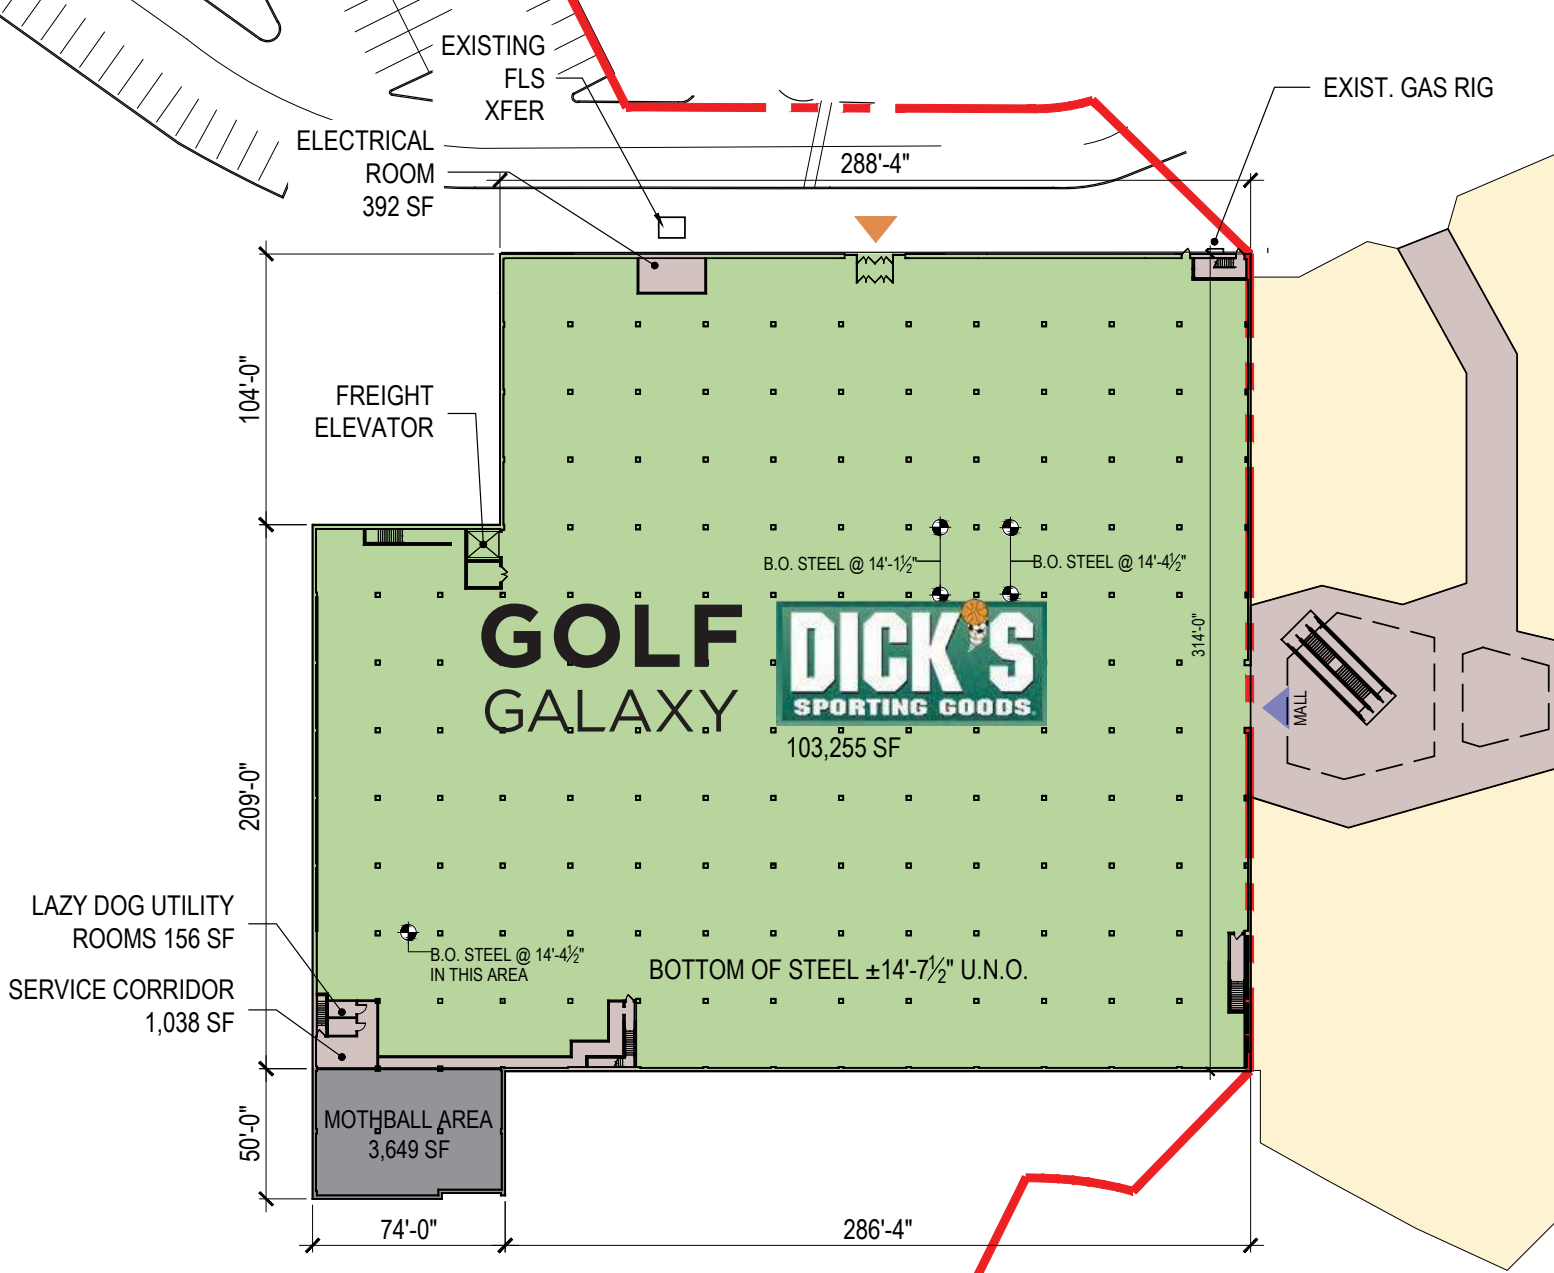 EXISTING
FLS
XFER
EXIST. GAS RIG
ELECTRICAL
ROOM
392 SF
288'-4"
104'-0"
FREIGHT
ELEVATOR
B.O. STEEL @ 14'-1½"
B.O. STEEL @ 14'-4½"
GOLF
GALAXY
DICK'S
SPORTING GOODS
103,255 SF
314'-0"
MALL
209'-0"
LAZY DOG UTILITY
ROOMS 156 SF
B.O. STEEL @ 14'-4½"
IN THIS AREA
BOTTOM OF STEEL ±14'-7½" U.N.O.
SERVICE CORRIDOR
1,038 SF
50'-0"
MOTHBALL AREA
3,649 SF
74'-0"
286'-4"